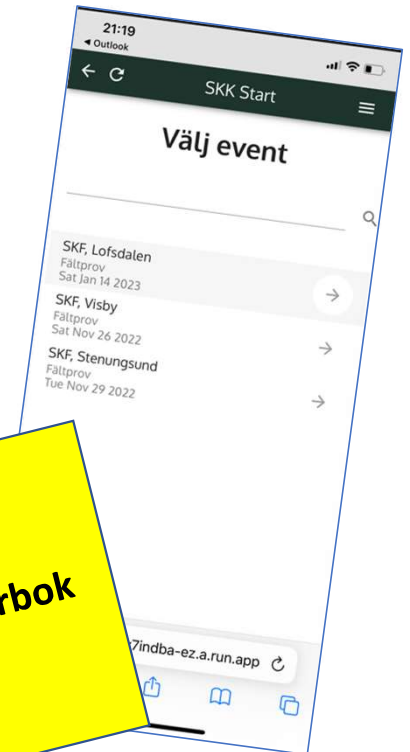 21:19
Outlook
SKK Start
Välj event
SKF, Lofsdalen
Fältprov
Sat Jan 14 2023
SKF, Visby
Fältprov
Sat Nov 26 2022
SKF, Stenungsund
Fältprov
Tue Nov 29 2022
rbok
7indba-ez.a.run.app